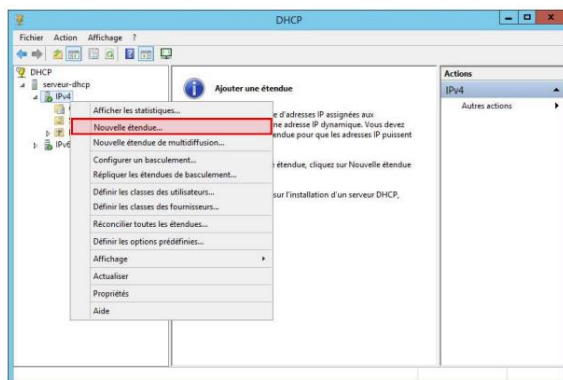 DHCP
Fichier Action Affichage ?
DHCP
serveur-dhcp
IPv4
IPv6
Afficher les statistiques...
Nouvelle étendue...
Nouvelle étendue de multidiffusion...
Configurer un basculement...
Répliquer les étendues de basculement...
Définir les classes des utilisateurs...
Définir les classes des fournisseurs...
Réconcilier toutes les étendues...
Définir les options prédéfinies...
Affichage
Actualiser
Propriétés
Aide
Ajouter une étendue
e d'adresses IP assignées aux
ne adresse IP dynamique. Vous devez
endue pour que les adresses IP puissent
étendue, cliquez sur Nouvelle étendue
sur l'installation d'un serveur DHCP,
Actions
IPv4
Autres actions